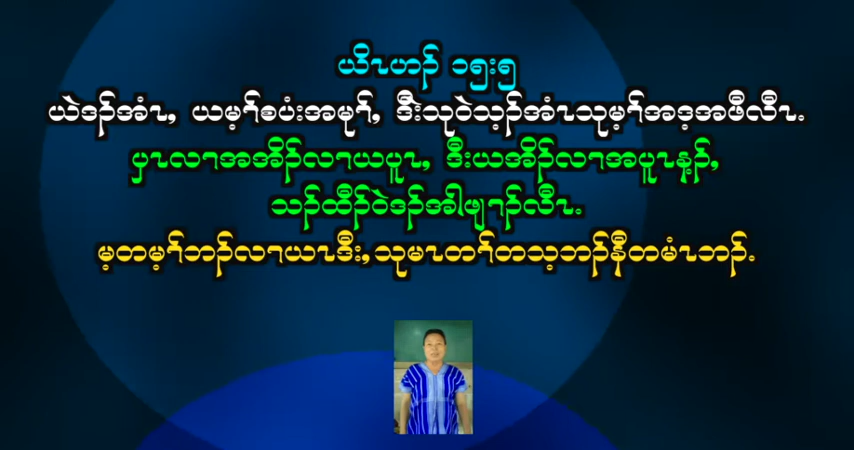 ယိၤဟၣ် ၁၅း၅
ယဲဒၣ်အံၤ, ယမ့ၢ်စပံးအမုၢ်, ဒီးသုဝဲသ့ၣ်အံၤသုမ့ၢ်အဒ့အဖီလီၤ.
ပှၤလၢအအိၣ်လၢယပူၤ, ဒီးယအိၣ်လၢအပူၤန့ၣ်,
သၣ်ထီၣ်ဝဲဒၣ်အါဖျၢၣ်လီၤ.
မ့တမ့ၢ်ဘၣ်လၢယၤဒီး, သုမၤတၢ်တသ့ဘၣ်နီတမံၤဘၣ်.